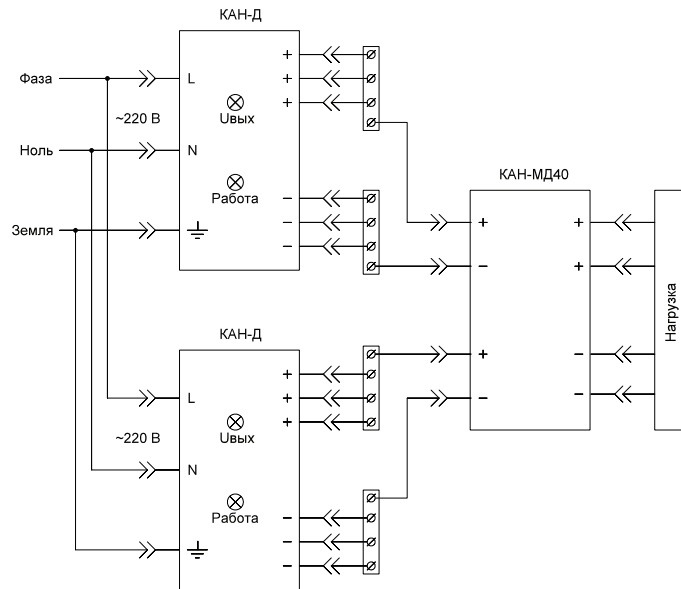 КАН-Д
Фаза
L
+
+
+
~220 В
Uвых
Ноль
N
Работа
−
−
−
Земля
КАН-МД40
+
+
−
+
+
−
−
−
Нагрузка
КАН-Д
L
+
+
+
~220 В
Uвых
N
Работа
−
−
−